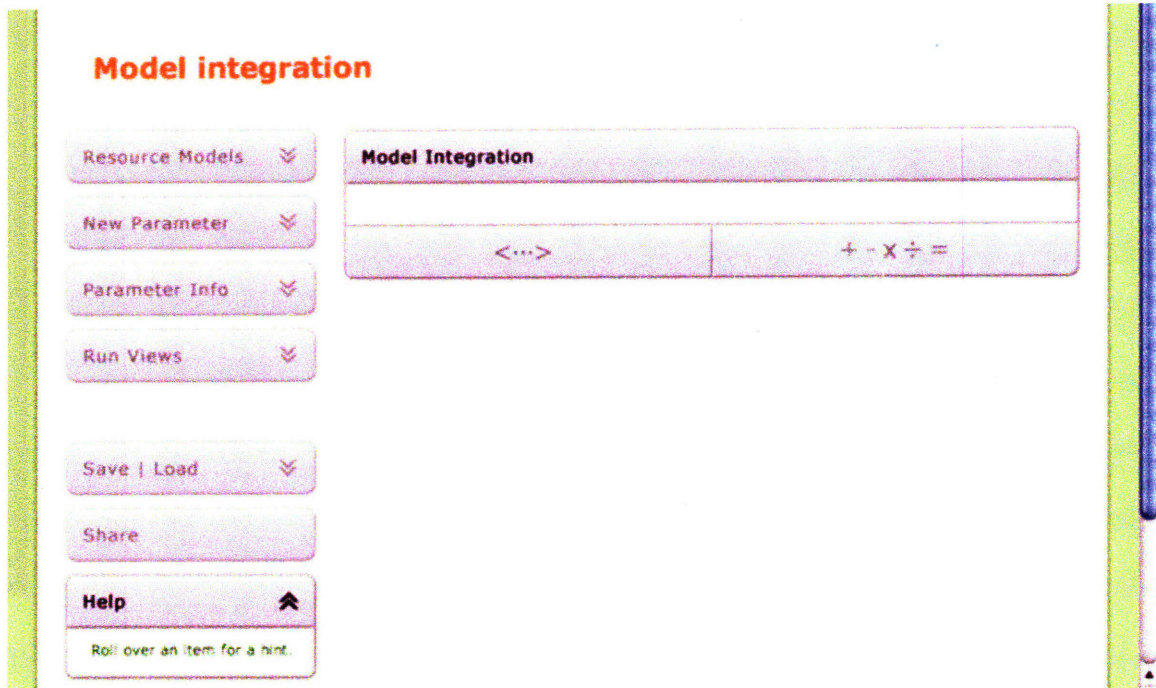 Model integration
Resource Models
New Parameter
Parameter Info
Run Views
Save | Load
Share
Help
Roll over an item for a hint.
Model Integration
<···>
+ - x ÷ =